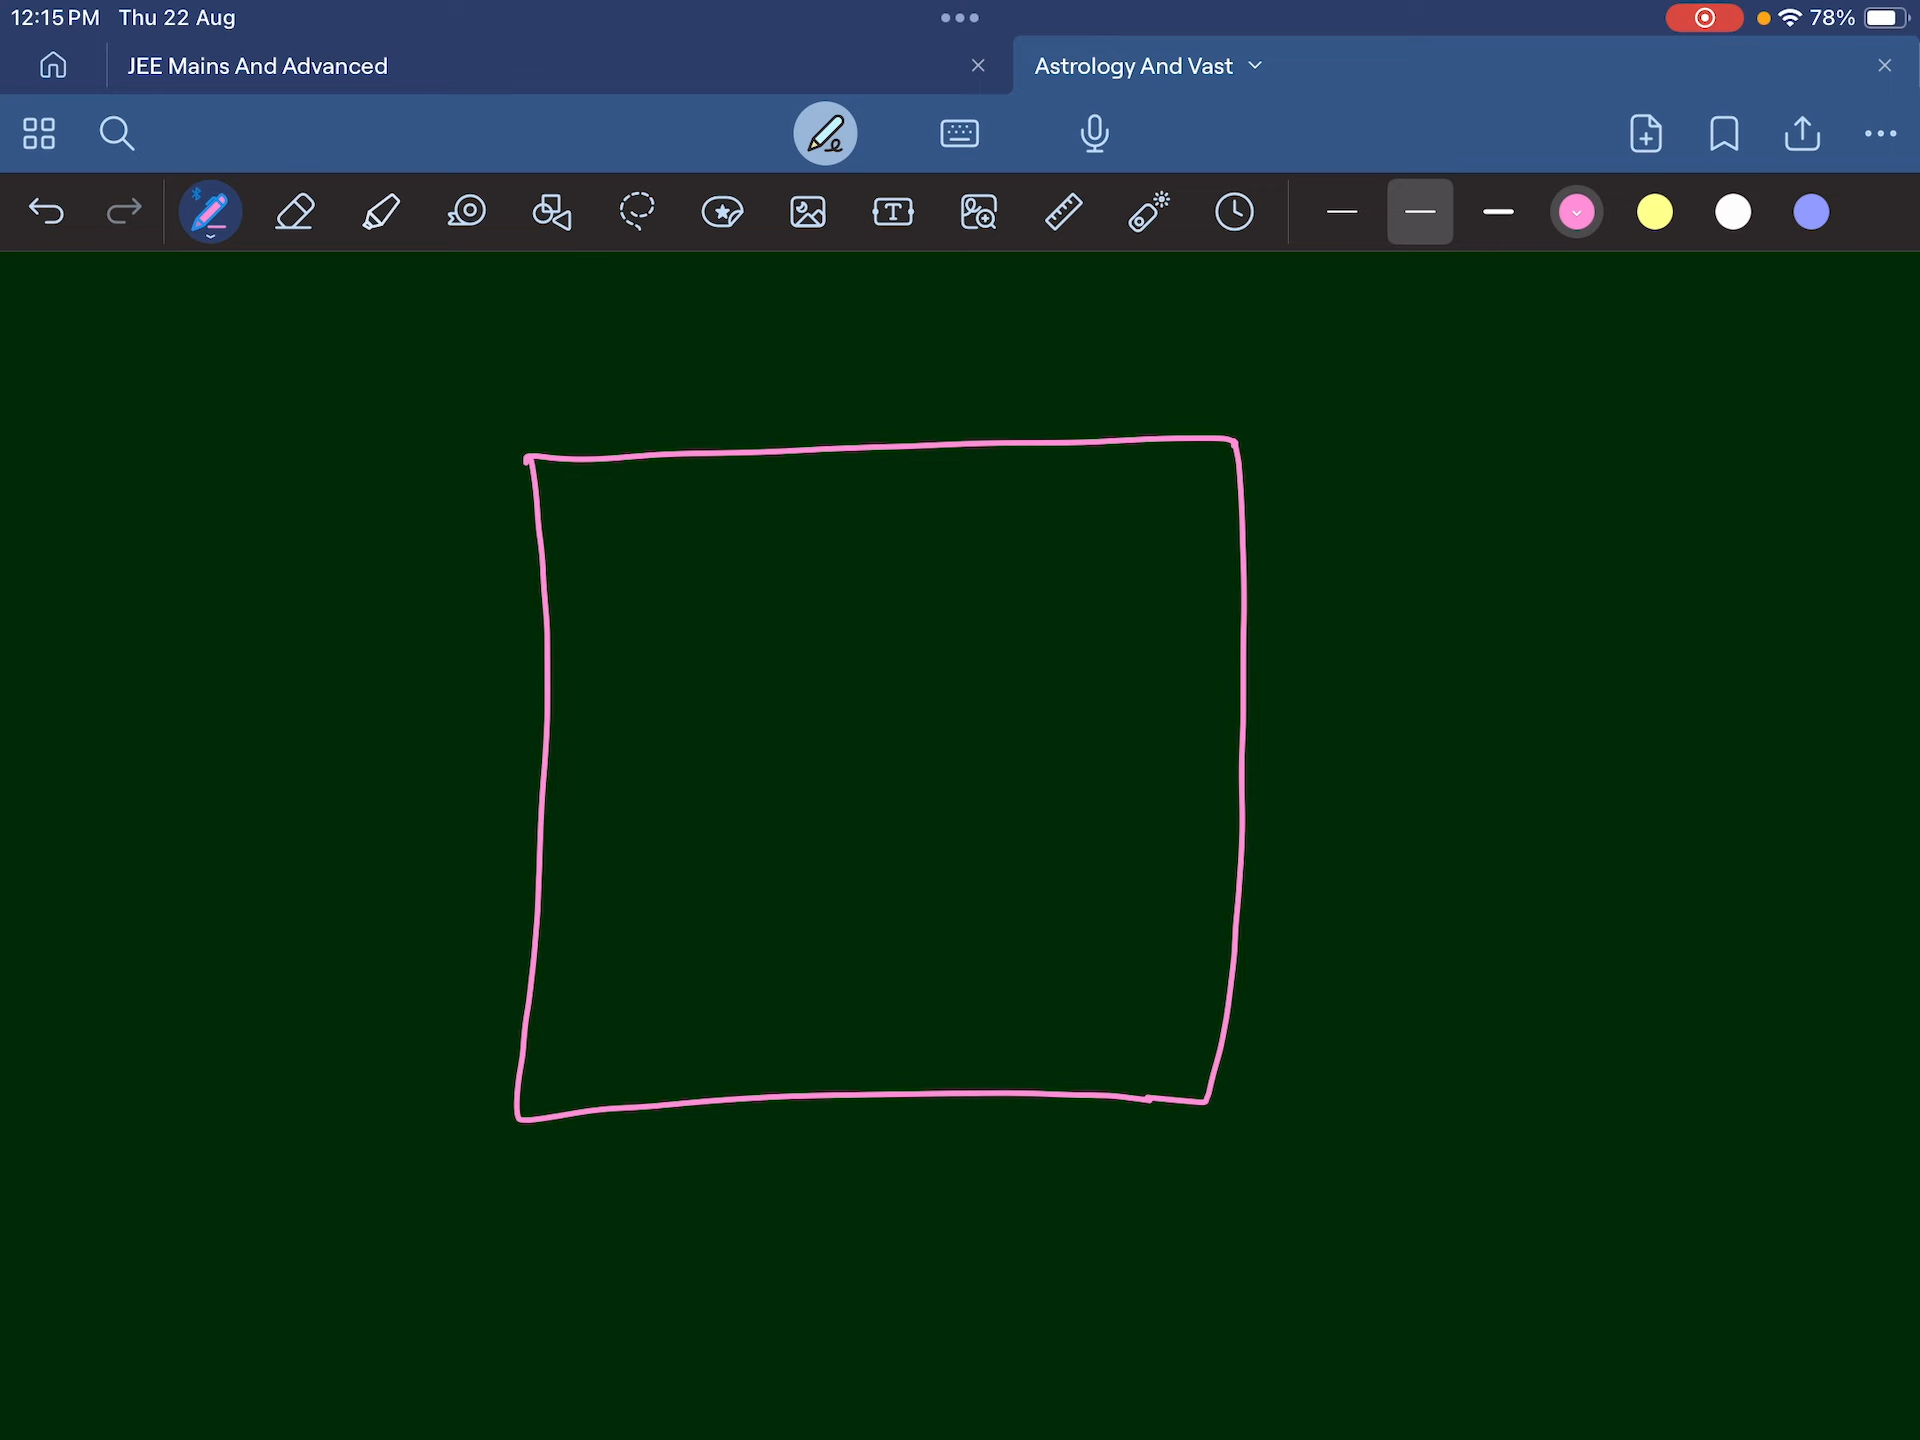 12:15 PM Thu 22 Aug
78%
JEE Mains And Advanced
Astrology And Vast
T